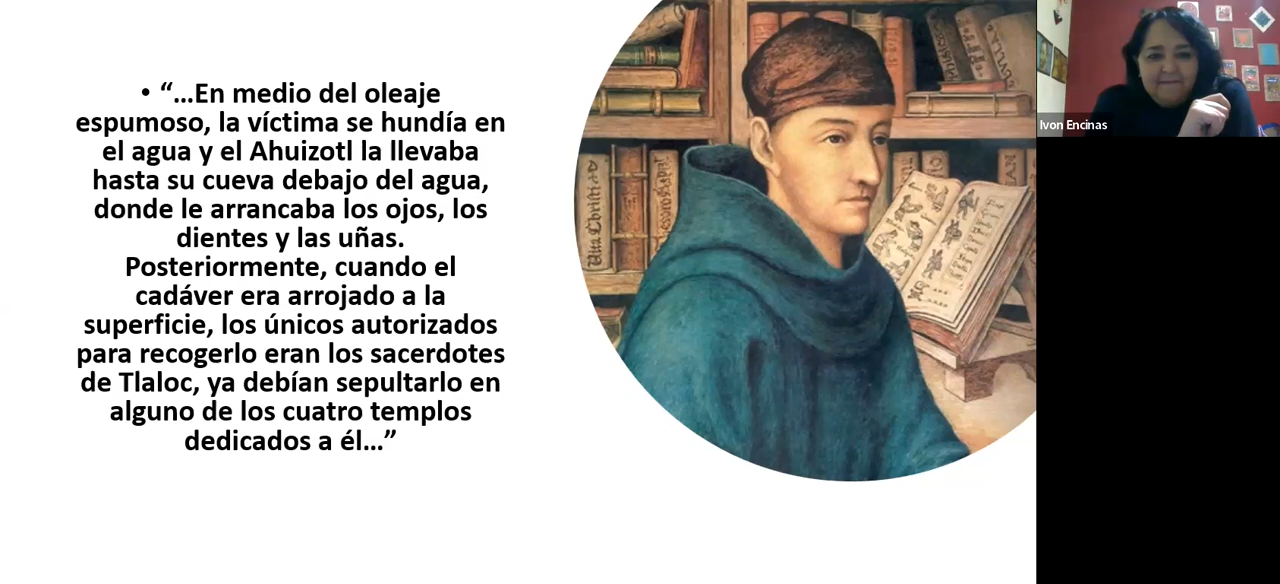 • “…En medio del oleaje
espumoso, la víctima se hundía en
el agua y el Ahuizotl la llevaba
hasta su cueva debajo del agua,
donde le arrancaba los ojos, los
dientes y las uñas.
Posteriormente, cuando el
cadáver era arrojado a la
superficie, los únicos autorizados
para recogerlo eran los sacerdotes
de Tlaloc, ya debían sepultarlo en
alguno de los cuatro templos
dedicados a él…”
Vita Christi
Ivon Encinas